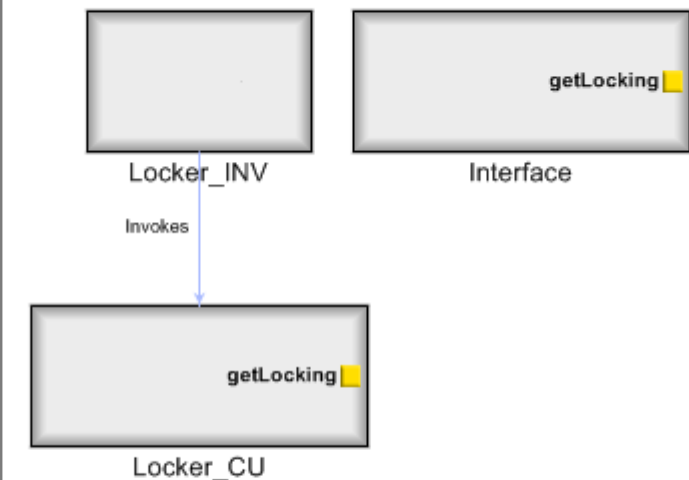 getLocking
Locker_INV
Interface
Invokes
getLocking
Locker_CU